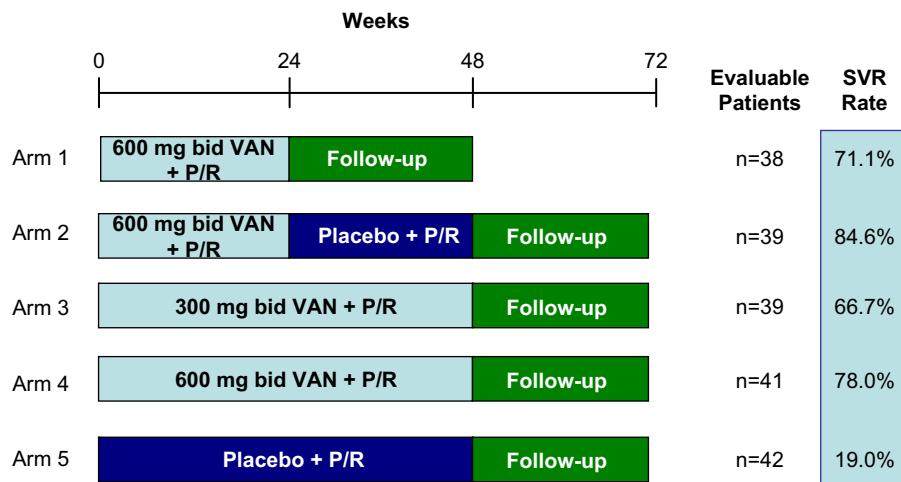 Weeks
0 24 48 72
Evaluable SVR
Patients Rate
Arm 1 600 mg bid VAN Follow-up n=38 71.1%
+ P/R
Arm 2 600 mg bid VAN Placebo + P/R Follow-up n=39 84.6%
+ P/R
Arm 3 300 mg bid VAN + P/R Follow-up n=39 66.7%
Arm 4 600 mg bid VAN + P/R Follow-up n=41 78.0%
Arm 5 Placebo + P/R Follow-up n=42 19.0%